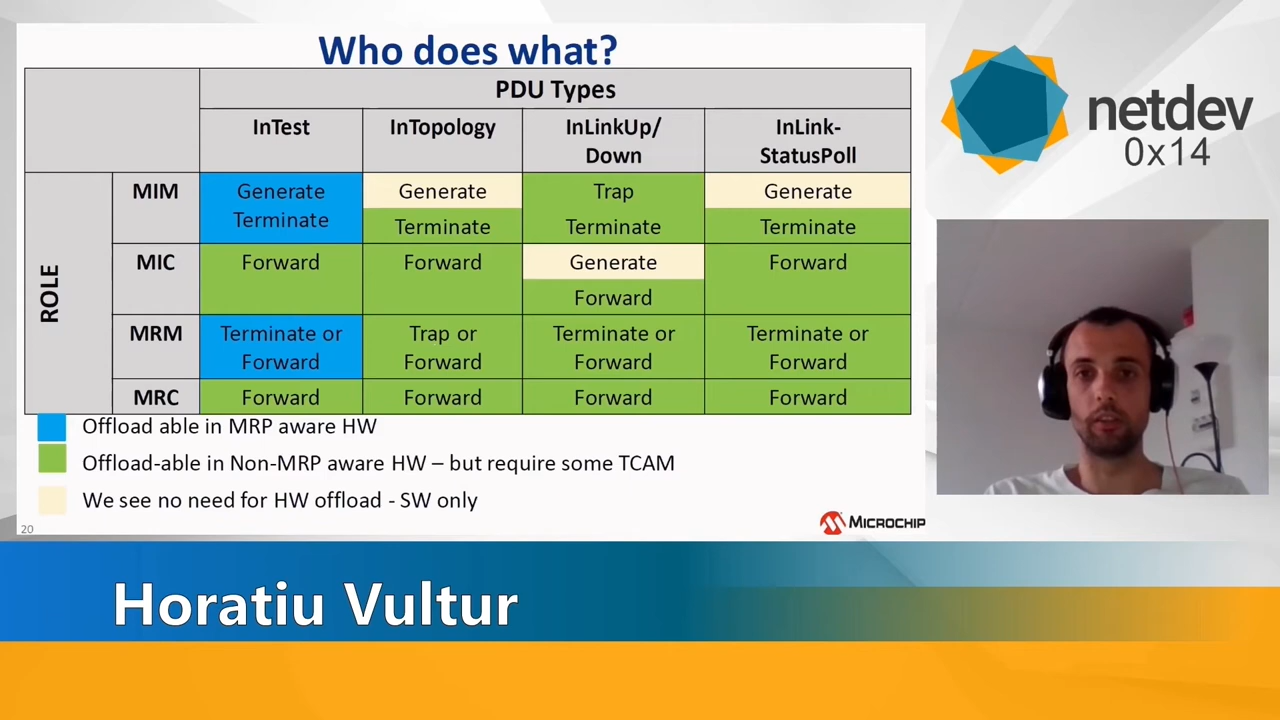 Who does what?
PDU Types
InTest
InTopology
InLinkUp/
Down
InLink-
StatusPoll
ROLE
MIM
Generate
Terminate
Generate
Terminate
Trap
Terminate
Generate
Terminate
MIC
Forward
Forward
Generate
Forward
Forward
MRM
Terminate or
Forward
Trap or
Forward
Terminate or
Forward
Terminate or
Forward
MRC
Forward
Forward
Forward
Forward
Offload able in MRP aware HW
Offload-able in Non-MRP aware HW – but require some TCAM
We see no need for HW offload - SW only
20
MICROCHIP
netdev
0x14
Horatiu Vultur